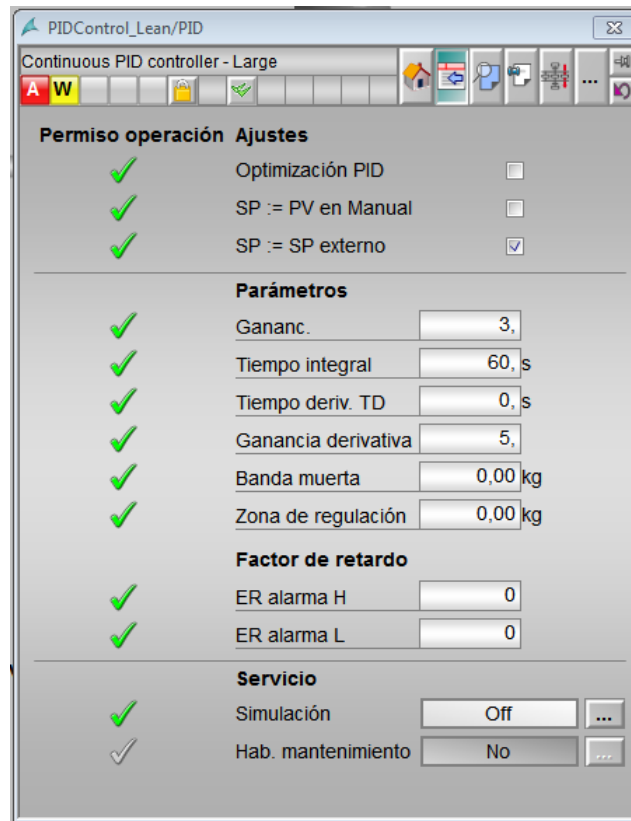 PIDControl_Lean/PID
Continuous PID controller - Large
A W
...
Permiso operación Ajustes
Optimización PID
SP := PV en Manual
SP := SP externo
Parámetros
Gananc. 3,
Tiempo integral 60, s
Tiempo deriv. TD 0, s
Ganancia derivativa 5,
Banda muerta 0,00 kg
Zona de regulación 0,00 kg
Factor de retardo
ER alarma H 0
ER alarma L 0
Servicio
Simulación Off ...
Hab. mantenimiento No ...